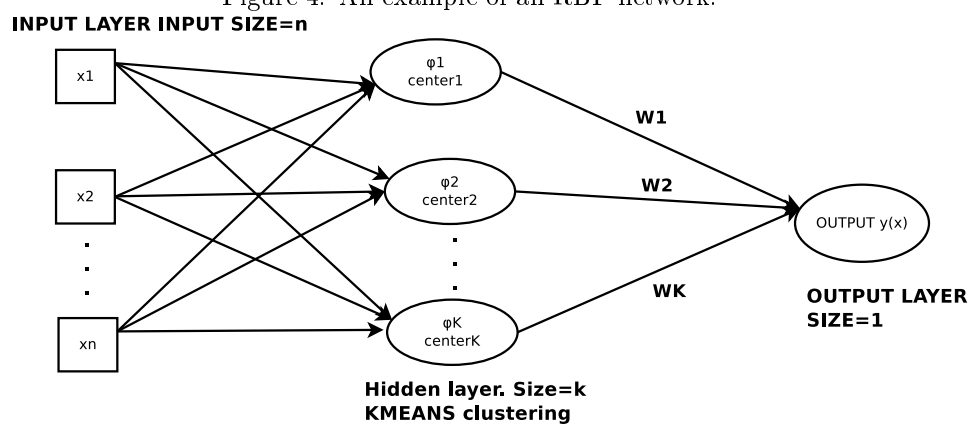 Figure 4: An example of an RBF network.
INPUT LAYER INPUT SIZE=n
x1
x2
xn
φ1
center1
φ2
center2
φK
centerK
Hidden layer. Size=k
KMEANS clustering
W1
W2
WK
OUTPUT y(x)
OUTPUT LAYER
SIZE=1